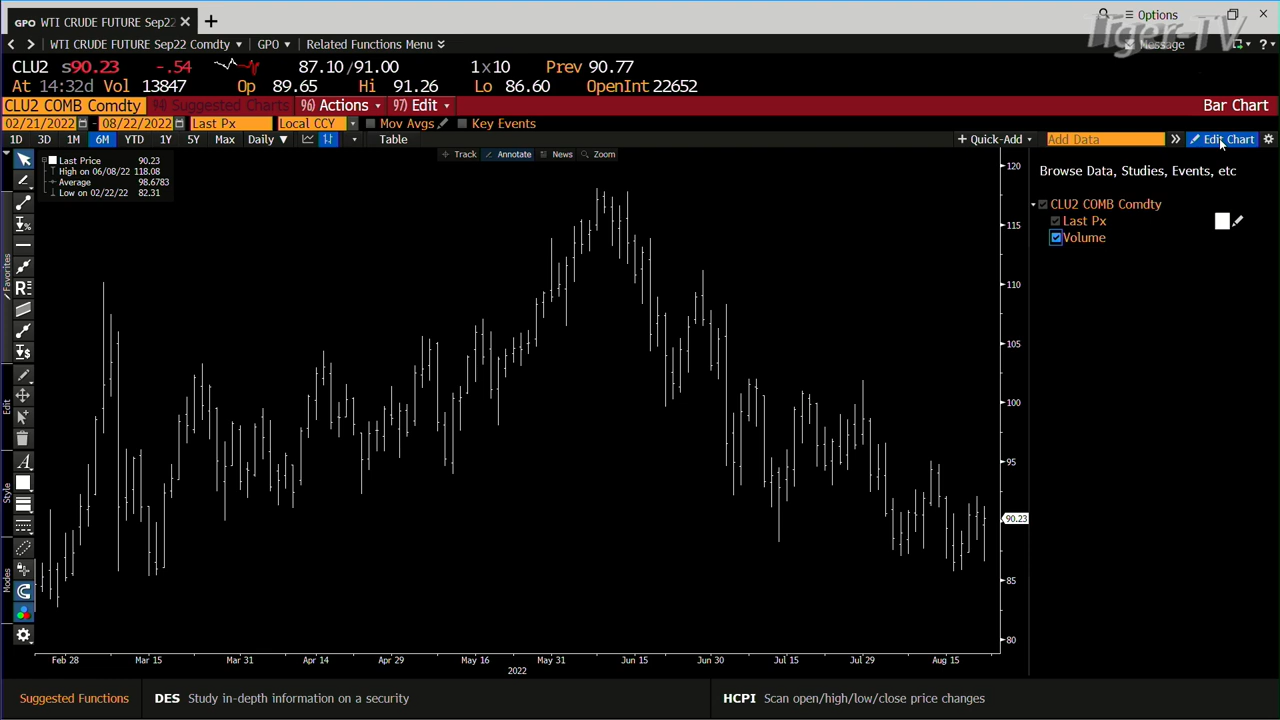 GPO WTI CRUDE FUTURE Sep22
Options
WTI CRUDE FUTURE Sep22 Comdty GPO Related Functions Menu Message ?
Tiger-TV
CLU2 s90.23 -.54 87.10/91.00 1x10 Prev 90.77
At 14:32d Vol 13847 Op 89.65 Hi 91.26 Lo 86.60 OpenInt 22652
CLU2 COMB Comdty 94) Suggested Charts 96) Actions 97) Edit Bar Chart
02/21/2022 - 08/22/2022 Last Px Local CCY Mov Avgs Key Events
1D 3D 1M 6M YTD 1Y 5Y Max Daily Table + Quick-Add Add Data » Edit Chart
Track Annotate News Zoom
Last Price 90.23
High on 06/08/22 118.08
Average 98.6783
Low on 02/22/22 82.31
Browse Data, Studies, Events, etc
CLU2 COMB Comdty
Last Px
Volume
Favorites
Edit
Style
Modes
120
115
110
105
100
95
90.23
85
80
Feb 28 Mar 15 Mar 31 Apr 14 Apr 29 May 16 May 31 Jun 15 Jun 30 Jul 15 Jul 29 Aug 15
2022
Suggested Functions DES Study in-depth information on a security HCPI Scan open/high/low/close price changes